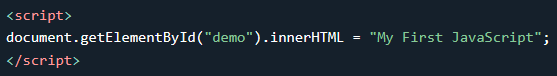 <script>
document.getElementById("demo").innerHTML = "My First JavaScript";
</script>